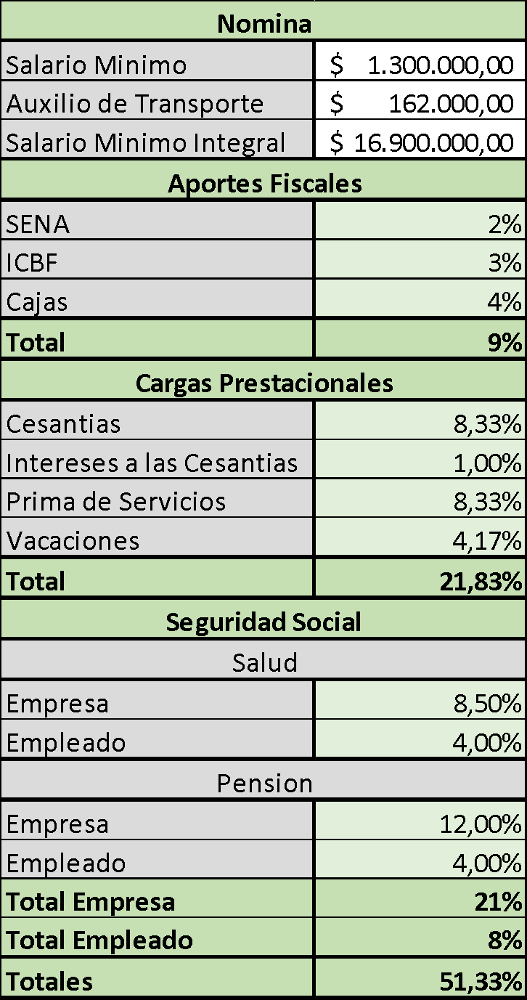 Nomina
Salario Minimo $ 1.300.000,00
Auxilio de Transporte $ 162.000,00
Salario Minimo Integral $ 16.900.000,00
Aportes Fiscales
SENA 2%
ICBF 3%
Cajas 4%
Total 9%
Cargas Prestacionales
Cesantias 8,33%
Intereses a las Cesantias 1,00%
Prima de Servicios 8,33%
Vacaciones 4,17%
Total 21,83%
Seguridad Social
Salud
Empresa 8,50%
Empleado 4,00%
Pension
Empresa 12,00%
Empleado 4,00%
Total Empresa 21%
Total Empleado 8%
Totales 51,33%